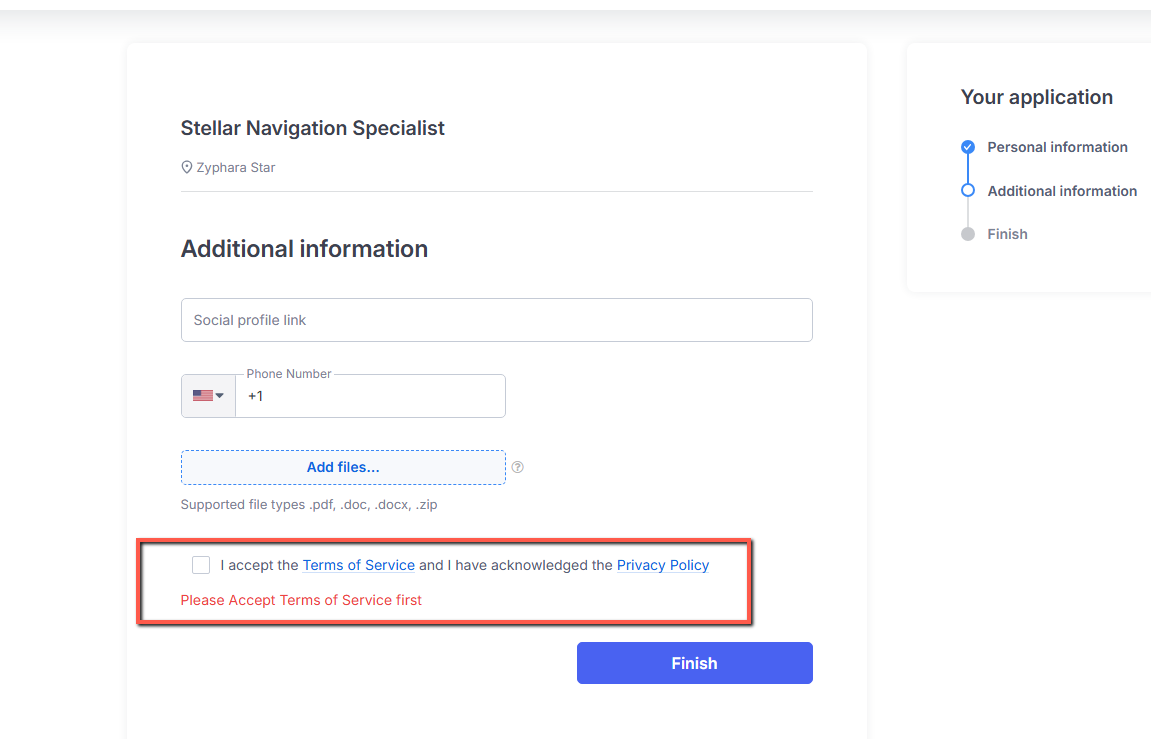 Stellar Navigation Specialist
Zyphara Star
Additional information
Social profile link
Phone Number
+1
Add files...
?
Supported file types .pdf, .doc, .docx, .zip
I accept the Terms of Service and I have acknowledged the Privacy Policy
Please Accept Terms of Service first
Finish
Your application
Personal information
Additional information
Finish